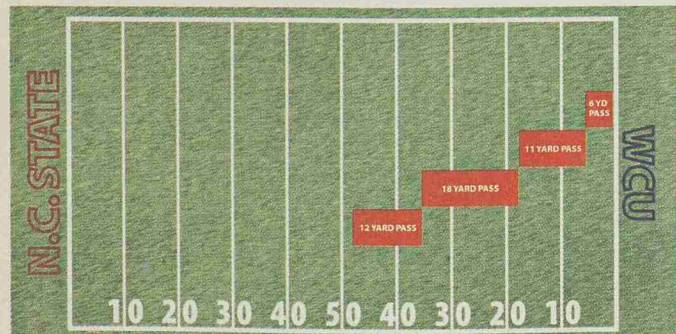 N.C. STATE
6 YD
PASS
11 YARD PASS
18 YARD PASS
12 YARD PASS
WCU
10 20 30 40 50 40 30 20 10